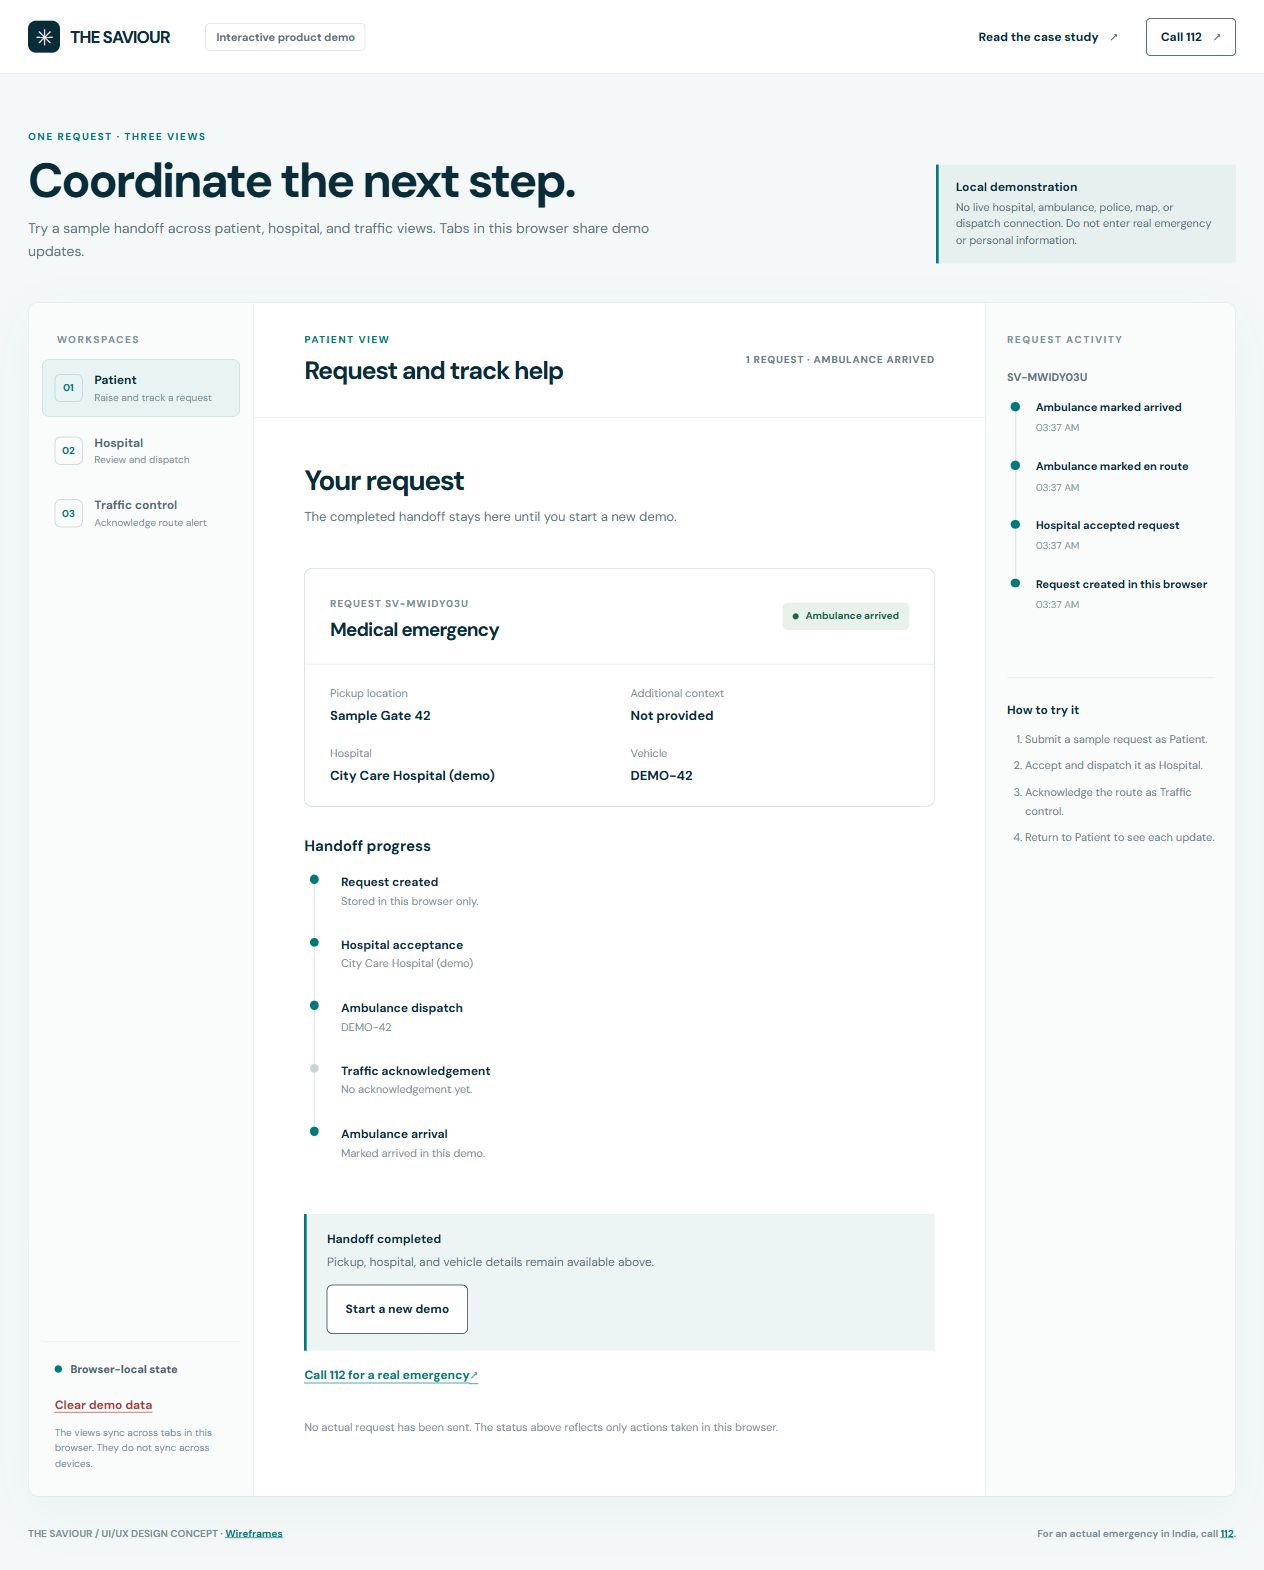 THE SAVIOUR
Interactive product demo
Read the case study ↗
Call 112 ↗
ONE REQUEST · THREE VIEWS
Coordinate the next step.
Try a sample handoff across patient, hospital, and traffic views. Tabs in this browser share demo
updates.
Local demonstration
No live hospital, ambulance, police, map, or
dispatch connection. Do not enter real emergency
or personal information.
WORKSPACES
01
Patient
Raise and track a request
02
Hospital
Review and dispatch
03
Traffic control
Acknowledge route alert
Browser-local state
Clear demo data
The views sync across tabs in this
browser. They do not sync across
devices.
PATIENT VIEW
Request and track help
1 REQUEST · AMBULANCE ARRIVED
Your request
The completed handoff stays here until you start a new demo.
REQUEST SV-MWIDY03U
Medical emergency
Ambulance arrived
Pickup location
Sample Gate 42
Additional context
Not provided
Hospital
City Care Hospital (demo)
Vehicle
DEMO-42
Handoff progress
Request created
Stored in this browser only.
Hospital acceptance
City Care Hospital (demo)
Ambulance dispatch
DEMO-42
Traffic acknowledgement
No acknowledgement yet.
Ambulance arrival
Marked arrived in this demo.
Handoff completed
Pickup, hospital, and vehicle details remain available above.
Start a new demo
Call 112 for a real emergency↗
No actual request has been sent. The status above reflects only actions taken in this browser.
REQUEST ACTIVITY
SV-MWIDY03U
Ambulance marked arrived
03:37 AM
Ambulance marked en route
03:37 AM
Hospital accepted request
03:37 AM
Request created in this browser
03:37 AM
How to try it
1. Submit a sample request as Patient.
2. Accept and dispatch it as Hospital.
3. Acknowledge the route as Traffic
control.
4. Return to Patient to see each update.
THE SAVIOUR / UI/UX DESIGN CONCEPT · Wireframes
For an actual emergency in India, call 112.